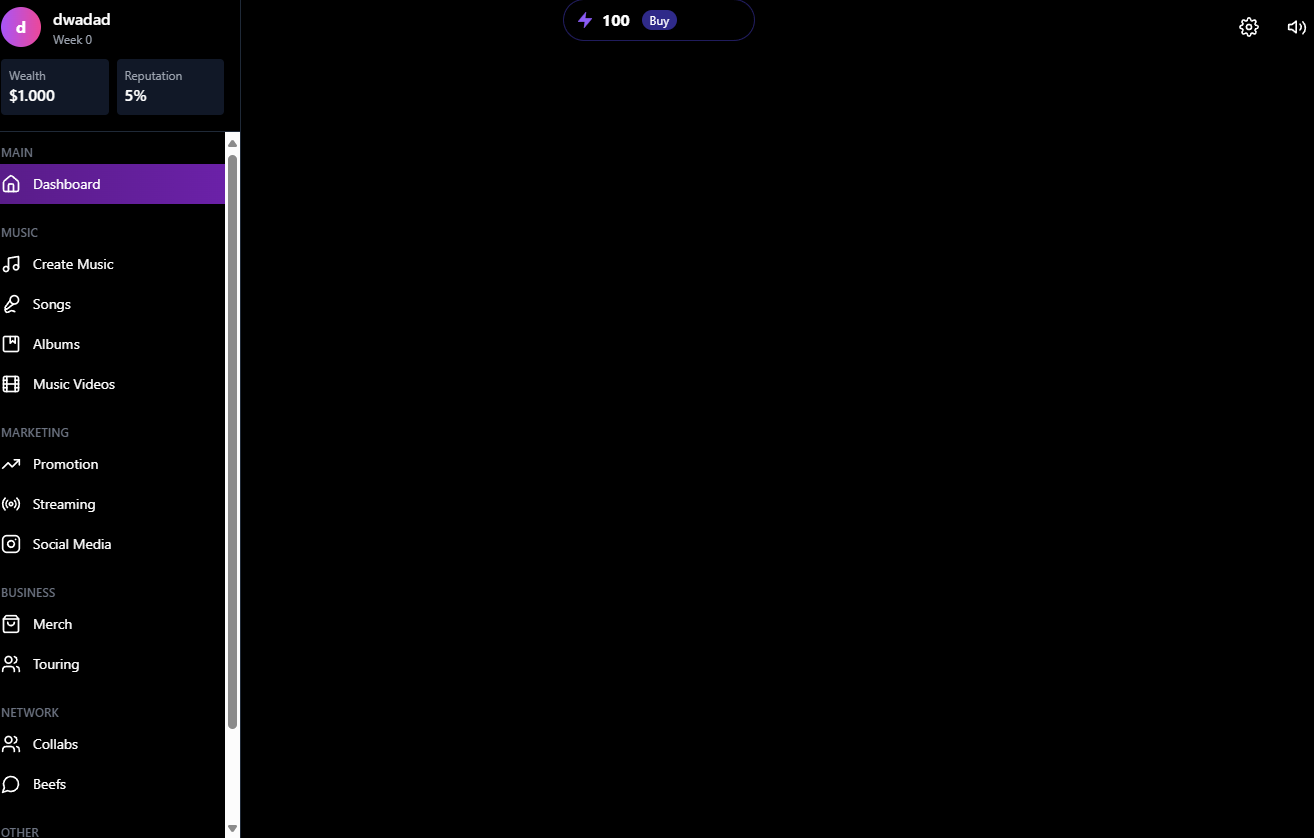 d
dwadad
Week 0
Wealth
$1.000
Reputation
5%
100
Buy
MAIN
Dashboard
MUSIC
Create Music
Songs
Albums
Music Videos
MARKETING
Promotion
Streaming
Social Media
BUSINESS
Merch
Touring
NETWORK
Collabs
Beefs
OTHER